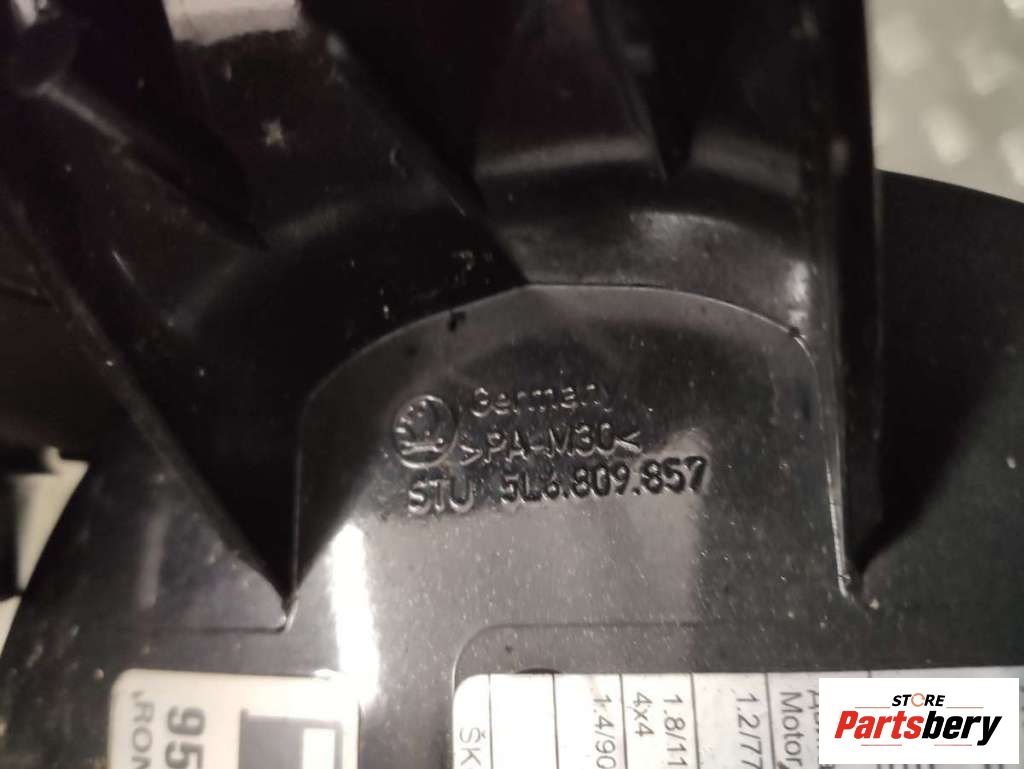 Germany
>PA-M30<
STU 5L6.809.857
95
ŠK
1.4/90
4x4
1.8/11
1.2/77
Motor
STORE
Partsbery